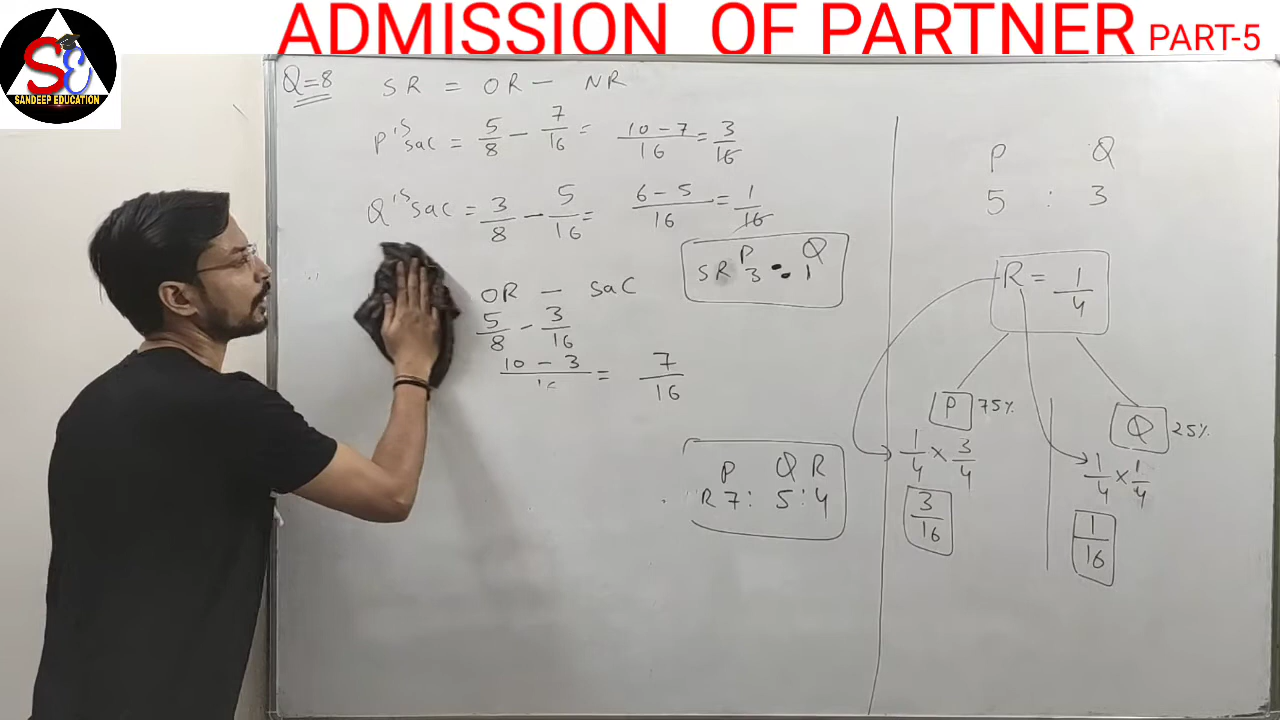 ADMISSION OF PARTNER PART-5
SE
SANDEEP EDUCATION
Q=8 SR = OR - NR
P'S sac = 5/8 - 7/16 = 10-7/16 = 3/16
Q'S sac = 3/8 - 5/16 = 6-5/16 = 1/16
SR P 3 : Q 1
OR - sac
5/8 - 3/16
10-3/16 = 7/16
P Q R
R 7 : 5 : 4
P Q
5 : 3
R = 1/4
P 75%
Q 25%
1/4 × 3/4
1/4 × 1/4
3/16
1/16